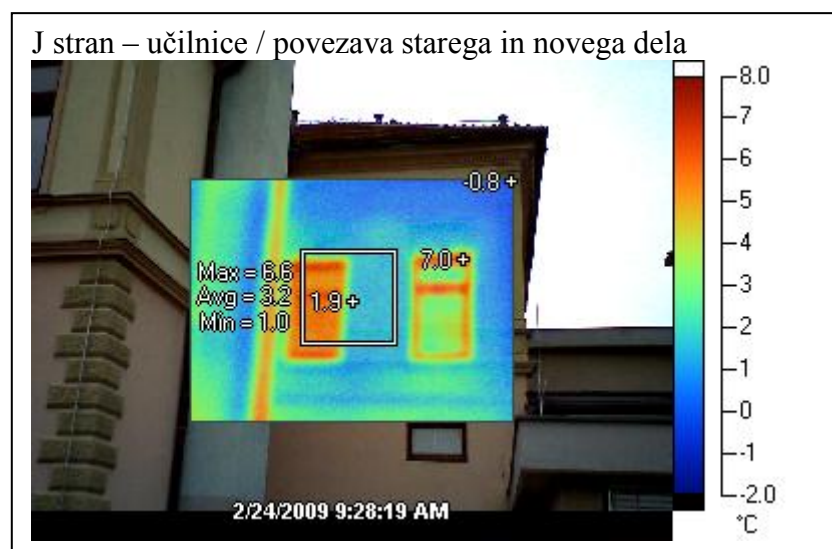 J stran – učilnice / povezava starega in novega dela
8.0
7
6
5
4
3
2
1
0
-1
-2.0
°C
-0.8 +
7.0 +
Max = 6.6
Avg = 3.2
Min = 1.0
1.9 +
2/24/2009 9:28:19 AM